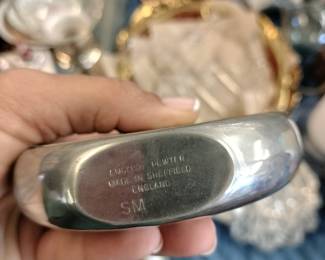 ENGLISH PEWTER
MADE IN SHEFFIELD
ENGLAND
SM